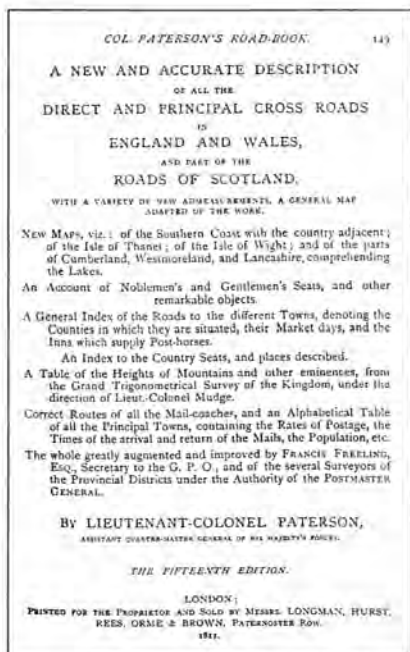 COL. PATERSON'S ROAD-BOOK. 149
A NEW AND ACCURATE DESCRIPTION
OF ALL THE
DIRECT AND PRINCIPAL CROSS ROADS
IN
ENGLAND AND WALES,
AND PART OF THE
ROADS OF SCOTLAND,
WITH A VARIETY OF NEW ADMEASUREMENTS, A GENERAL MAP
ADAPTED OF THE WORK.
NEW MAPS, viz.: of the Southern Coast with the country adjacent;
of the Isle of Thanet; of the Isle of Wight; and of the parts
of Cumberland, Westmoreland, and Lancashire, comprehending
the Lakes.
An Account of Noblemen's and Gentlemen's Seats, and other
remarkable objects.
A General Index of the Roads to the different Towns, denoting the
Counties in which they are situated, their Market days, and the
Inns which supply Post-horses.
An Index to the Country Seats, and places described.
A Table of the Heights of Mountains and other eminences, from
the Grand Trigonometrical Survey of the Kingdom, under the
direction of Lieut.-Colonel Mudge.
Correct Routes of all the Mail-coaches, and an Alphabetical Table
of all the Principal Towns, containing the Rates of Postage, the
Times of the arrival and return of the Mails, the Population, etc.
The whole greatly augmented and improved by FRANCIS FREELING,
ESQ., Secretary to the G. P. O., and of the several Surveyors of
the Provincial Districts under the Authority of the POSTMASTER
GENERAL.
BY LIEUTENANT-COLONEL PATERSON,
ASSISTANT QUARTER-MASTER GENERAL OF HIS MAJESTY'S FORCES.
THE FIFTEENTH EDITION.
LONDON:
PRINTED FOR THE PROPRIETOR AND SOLD BY MESSRS. LONGMAN, HURST,
REES, ORME & BROWN, PATERNOSTER ROW.
1811.